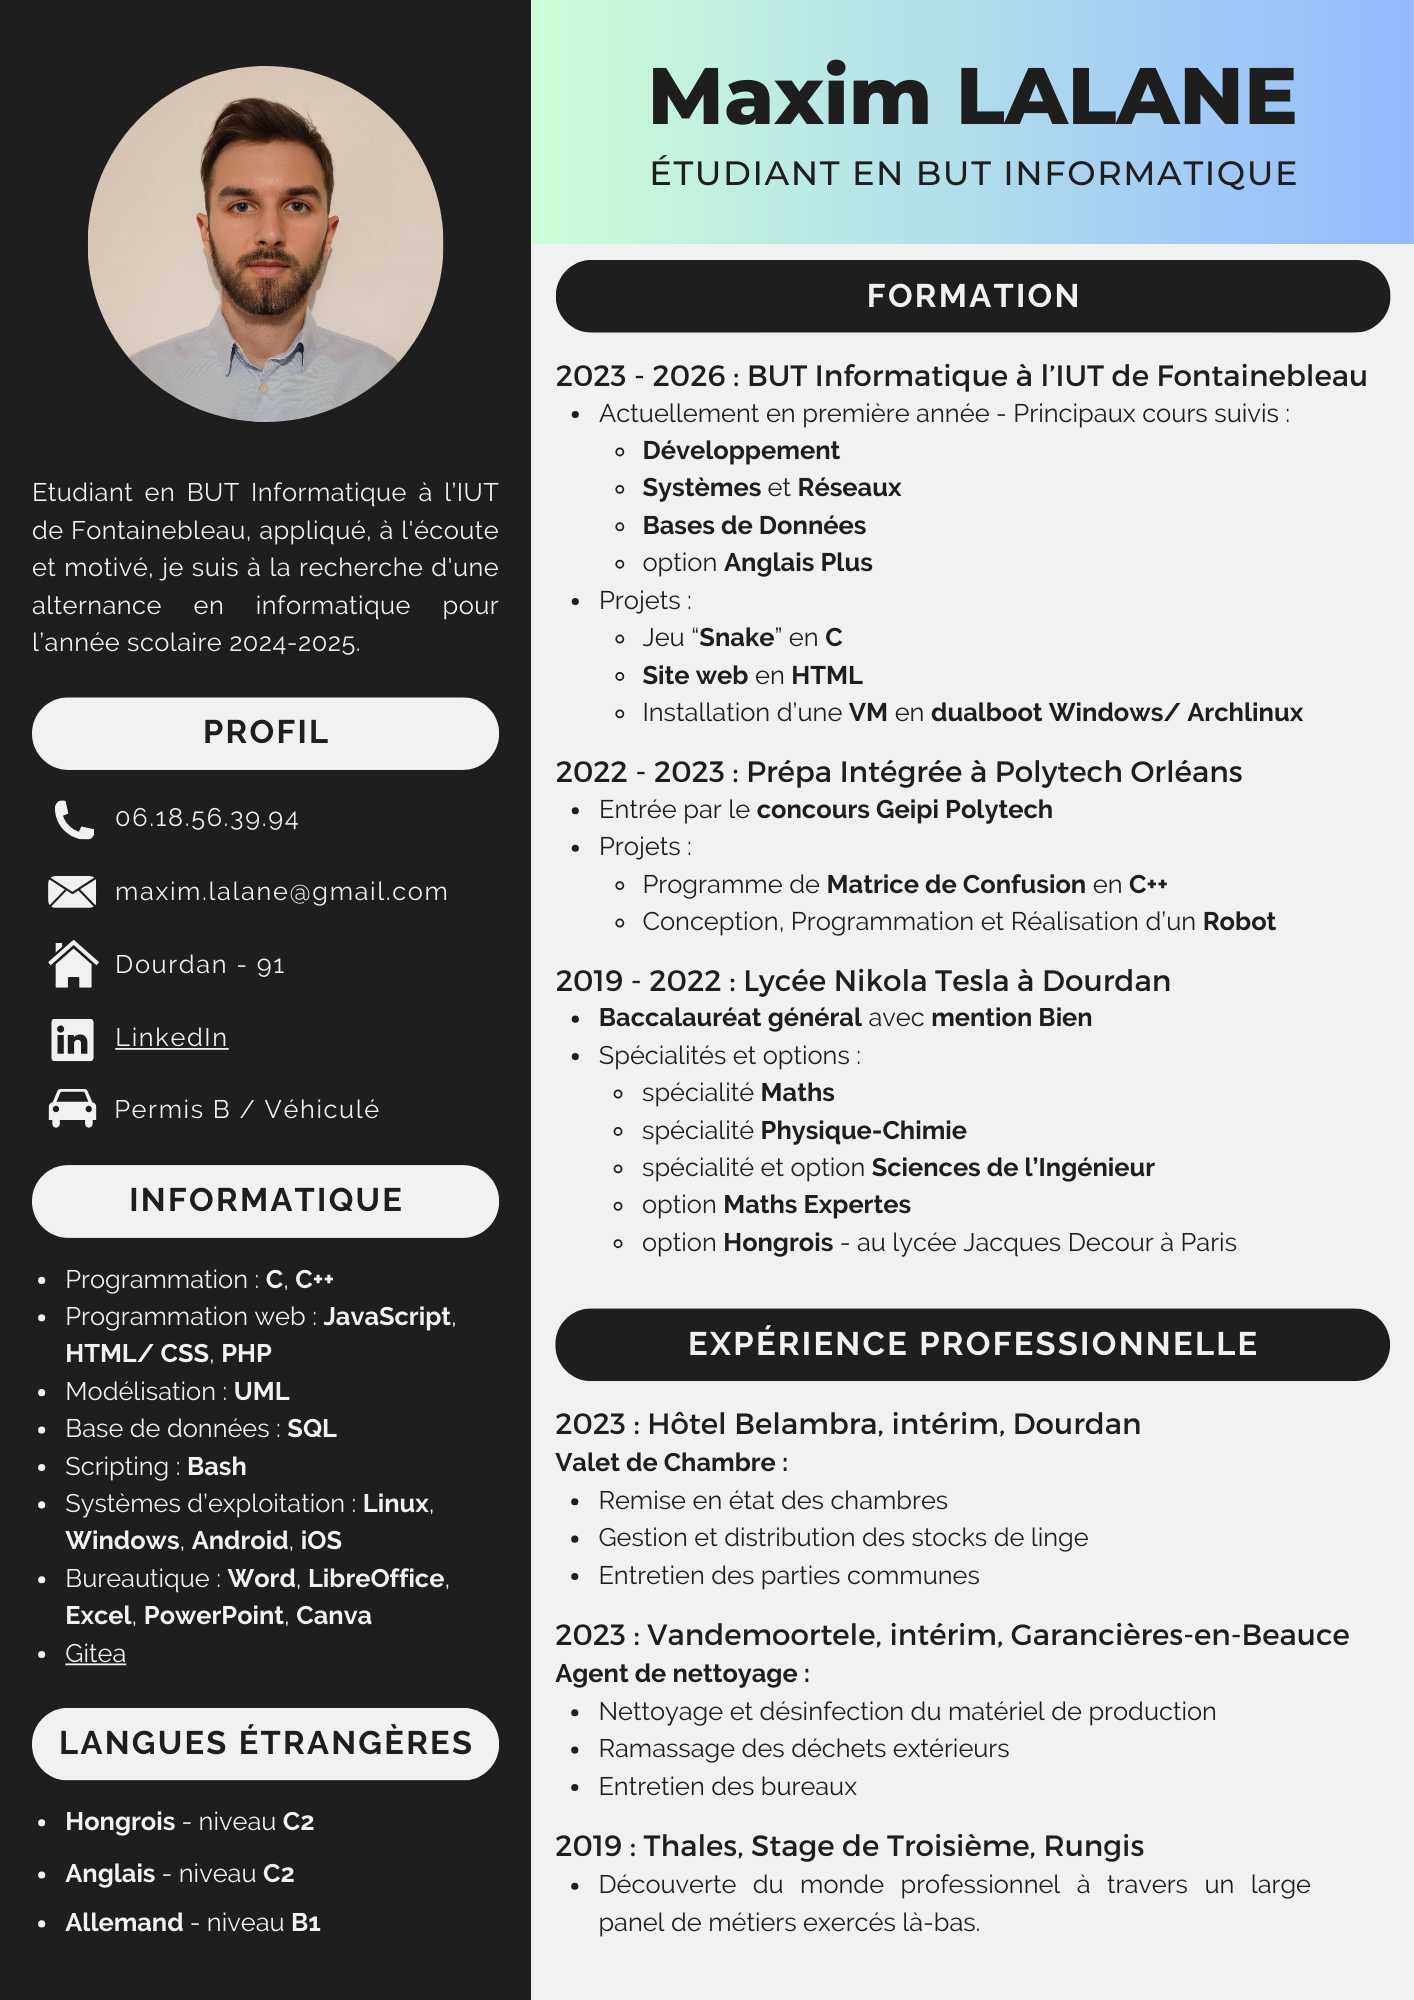 Maxim LALANE
ÉTUDIANT EN BUT INFORMATIQUE
Etudiant en BUT Informatique à l’IUT
de Fontainebleau, appliqué, à l'écoute
et motivé, je suis à la recherche d'une
alternance en informatique pour
l’année scolaire 2024-2025.
PROFIL
06.18.56.39.94
maxim.lalane@gmail.com
Dourdan - 91
LinkedIn
Permis B / Véhiculé
INFORMATIQUE
• Programmation : C, C++
• Programmation web : JavaScript,
HTML/ CSS, PHP
• Modélisation : UML
• Base de données : SQL
• Scripting : Bash
• Systèmes d’exploitation : Linux,
Windows, Android, iOS
• Bureautique : Word, LibreOffice,
Excel, PowerPoint, Canva
• Gitea
LANGUES ÉTRANGÈRES
• Hongrois - niveau C2
• Anglais - niveau C2
• Allemand - niveau B1
FORMATION
2023 - 2026 : BUT Informatique à l’IUT de Fontainebleau
• Actuellement en première année - Principaux cours suivis :
◦ Développement
◦ Systèmes et Réseaux
◦ Bases de Données
◦ option Anglais Plus
• Projets :
◦ Jeu “Snake” en C
◦ Site web en HTML
◦ Installation d’une VM en dualboot Windows/ Archlinux
2022 - 2023 : Prépa Intégrée à Polytech Orléans
• Entrée par le concours Geipi Polytech
• Projets :
◦ Programme de Matrice de Confusion en C++
◦ Conception, Programmation et Réalisation d’un Robot
2019 - 2022 : Lycée Nikola Tesla à Dourdan
• Baccalauréat général avec mention Bien
• Spécialités et options :
◦ spécialité Maths
◦ spécialité Physique-Chimie
◦ spécialité et option Sciences de l’Ingénieur
◦ option Maths Expertes
◦ option Hongrois - au lycée Jacques Decour à Paris
EXPÉRIENCE PROFESSIONNELLE
2023 : Hôtel Belambra, intérim, Dourdan
Valet de Chambre :
• Remise en état des chambres
• Gestion et distribution des stocks de linge
• Entretien des parties communes
2023 : Vandemoortele, intérim, Garancières-en-Beauce
Agent de nettoyage :
• Nettoyage et désinfection du matériel de production
• Ramassage des déchets extérieurs
• Entretien des bureaux
2019 : Thales, Stage de Troisième, Rungis
• Découverte du monde professionnel à travers un large
panel de métiers exercés là-bas.